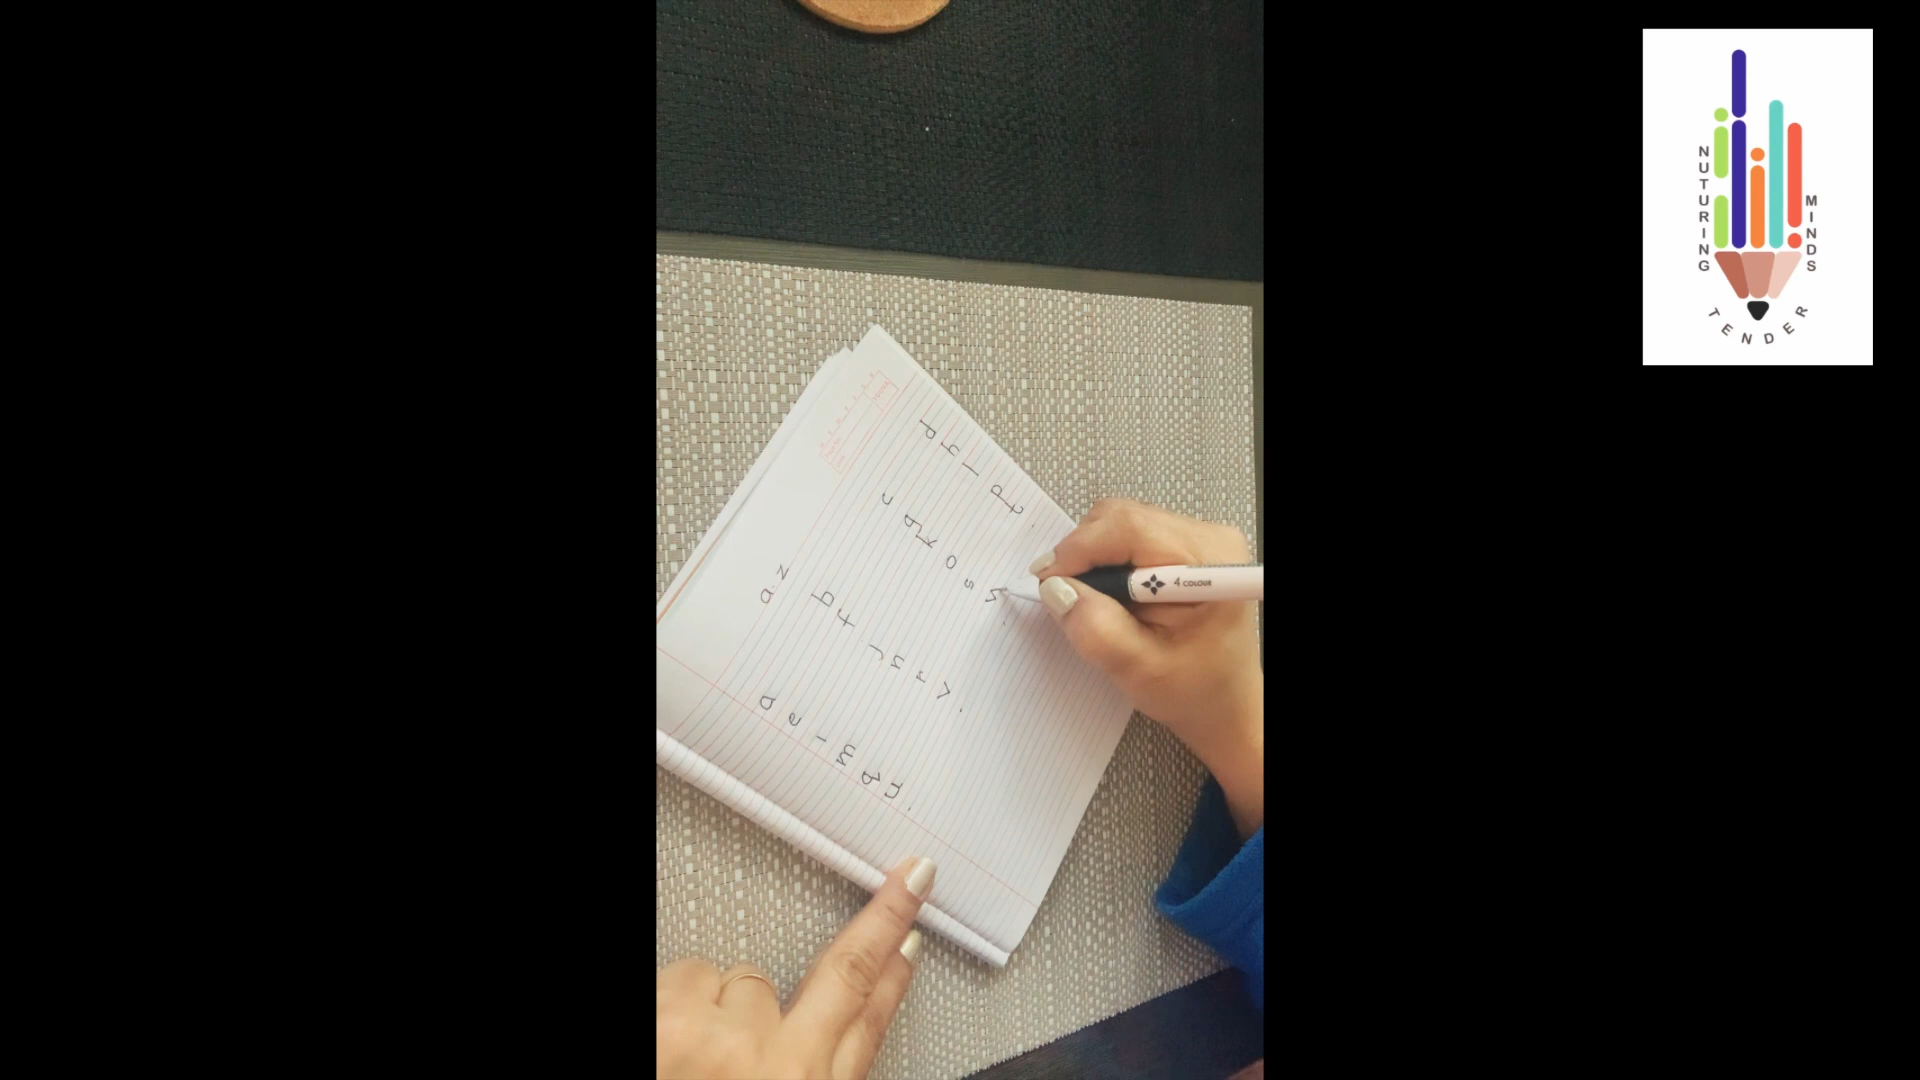 a-z
a b c d
e f g h
i j k l
m n o p
q r s t
u v w
4 COLOUR
NUTURING
TENDER
MINDS